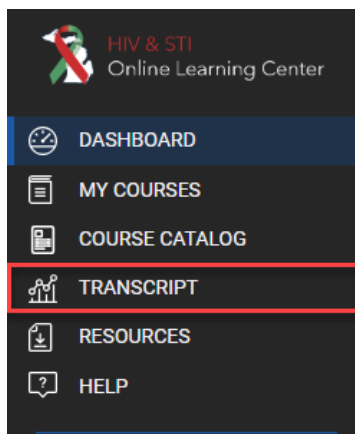 HIV & STI
Online Learning Center
DASHBOARD
MY COURSES
COURSE CATALOG
TRANSCRIPT
RESOURCES
HELP